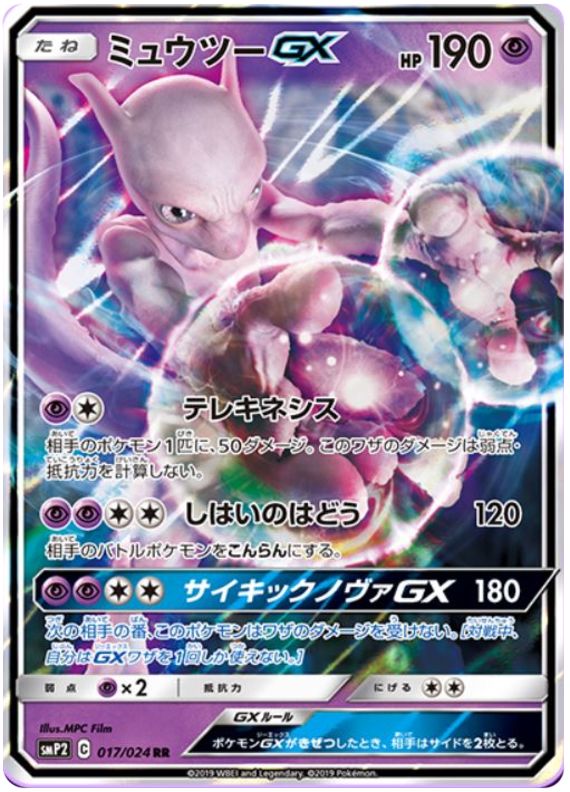 たね ミュウツーGX HP 190
テレキネシス
相手のポケモン1匹に、50ダメージ。このワザのダメージは弱点・
抵抗力を計算しない。
しはいのはどう 120
相手のバトルポケモンをこんらんにする。
サイキックノヴァGX 180
次の相手の番、このポケモンはワザのダメージを受けない。[対戦中、
自分はGXワザを1回しか使えない。]
弱点 ×2 抵抗力 にげる
Illus.MPC Film
GXルール
SMP2 C 017/024 RR
ポケモンGXがきぜつしたとき、相手はサイドを2枚とる。
©2019 WBEI and Legendary. ©2019 Pokémon.